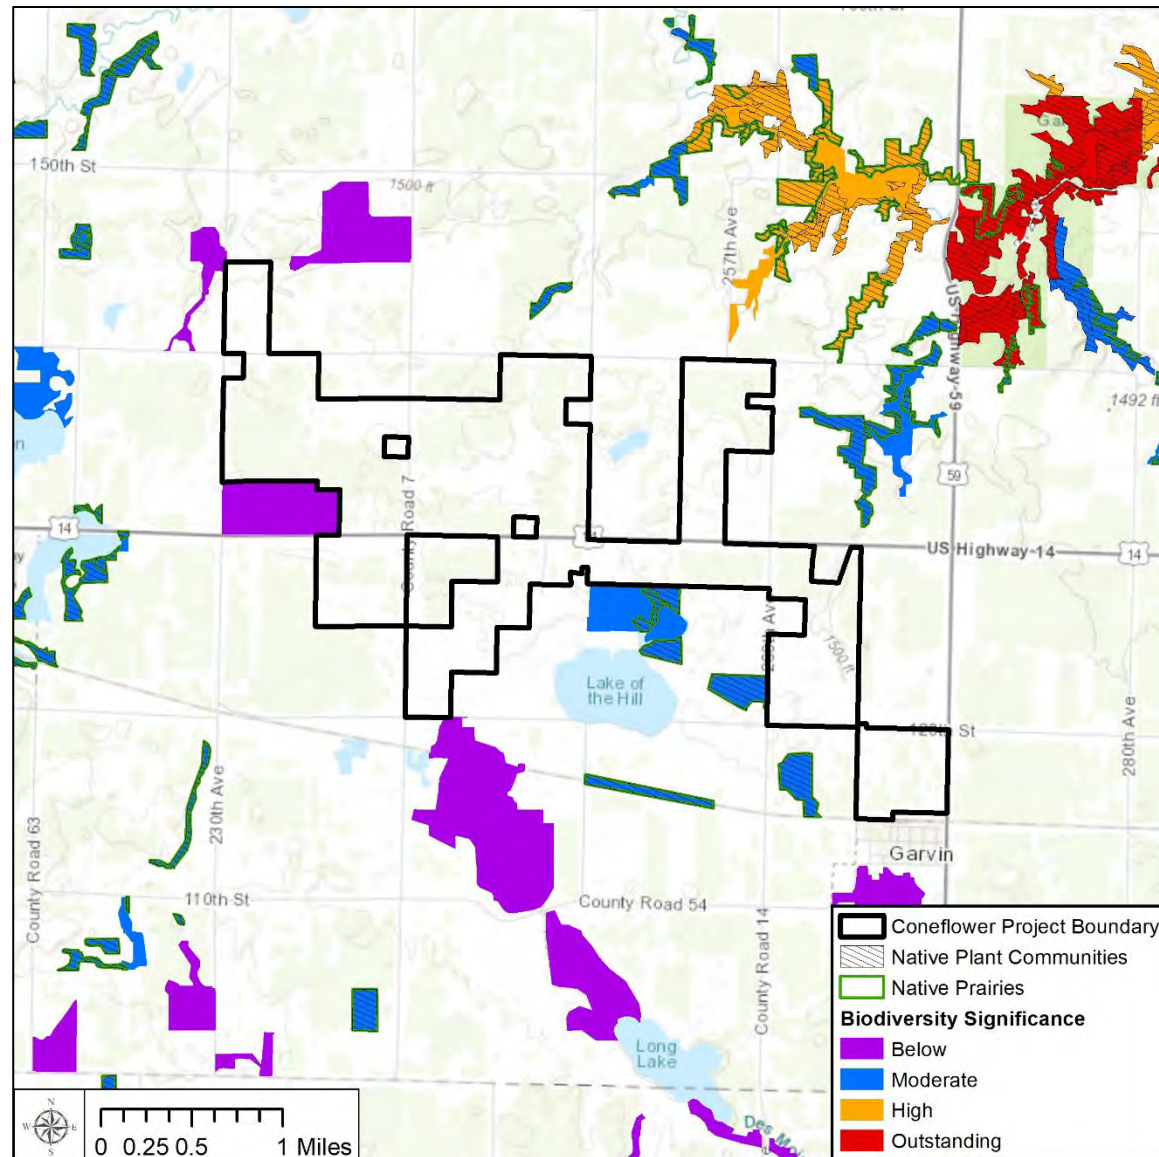 150th St
1500 ft
257th Ave
US-Highway-59
1492 ft
14
County Road 7
59
US Highway-14
14
Lake of
the Hill
1500 ft
120th St
280th Ave
230th Ave
County Road 63
Garvin
110th St
County Road 54
County Road 14
Long
Lake
Coneflower Project Boundary
Native Plant Communities
Native Prairies
Biodiversity Significance
Below
Moderate
High
Outstanding
N
W E
S
0 0.25 0.5 1 Miles